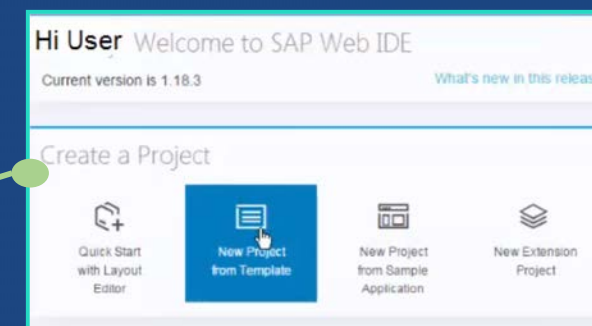 Hi User Welcome to SAP Web IDE
Current version is 1.18.3
What's new in this releas
Create a Project
Quick Start
with Layout
Editor
New Project
from Template
New Project
from Sample
Application
New Extension
Project